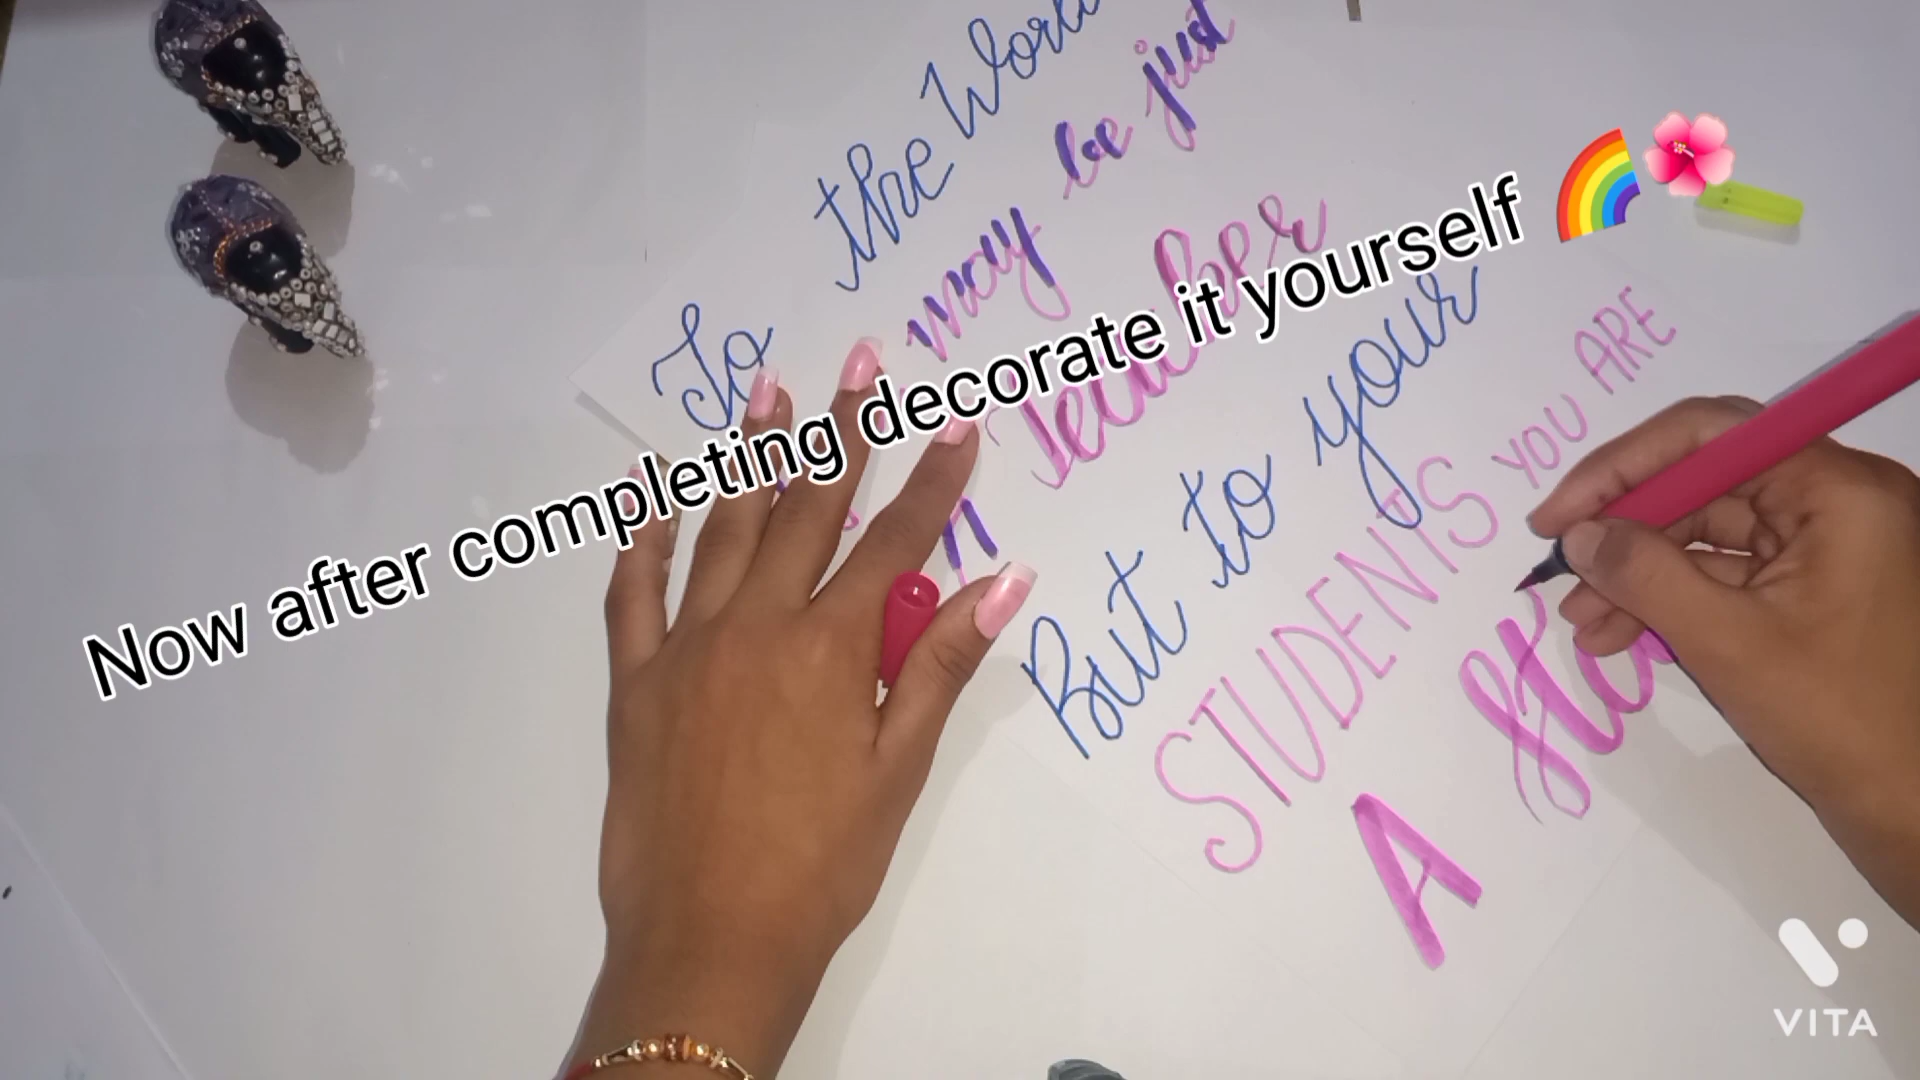 To the World
may be just
A Teacher
But to your
STUDENTS YOU ARE
A Sta
Now after completing decorate it yourself 🌈🌺
VITA